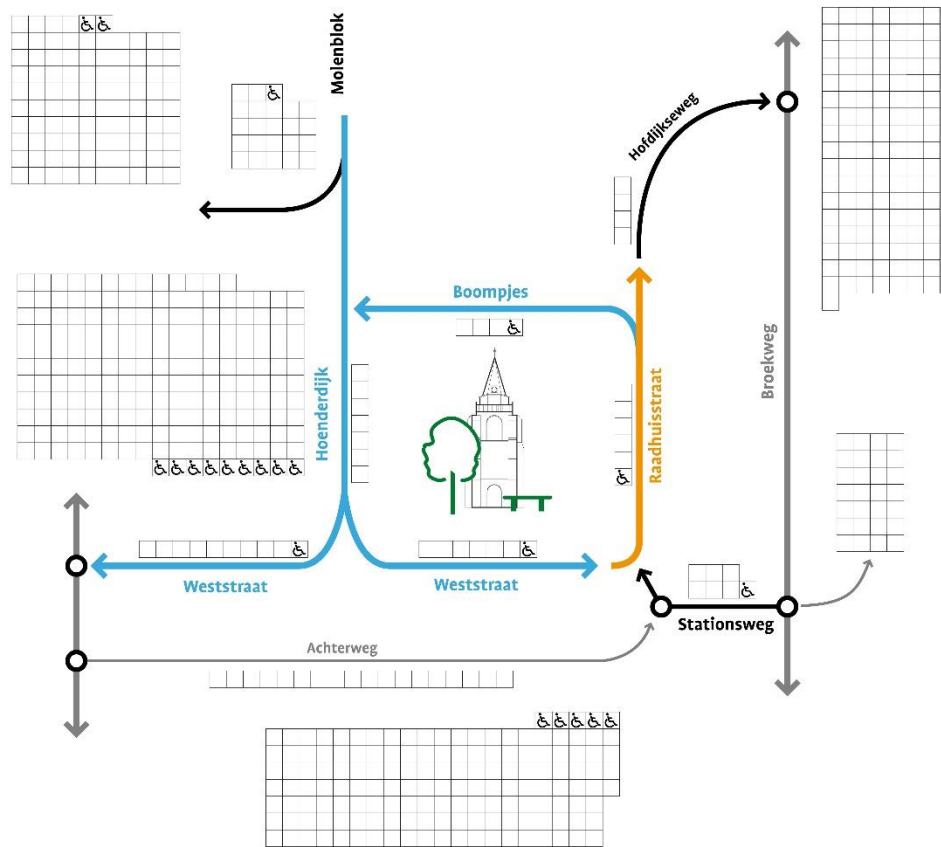 Molenblok
Hofdijkseweg
Boompjes
Hoenderdijk
Raadhuisstraat
Broekweg
Weststraat
Weststraat
Stationsweg
Achterweg